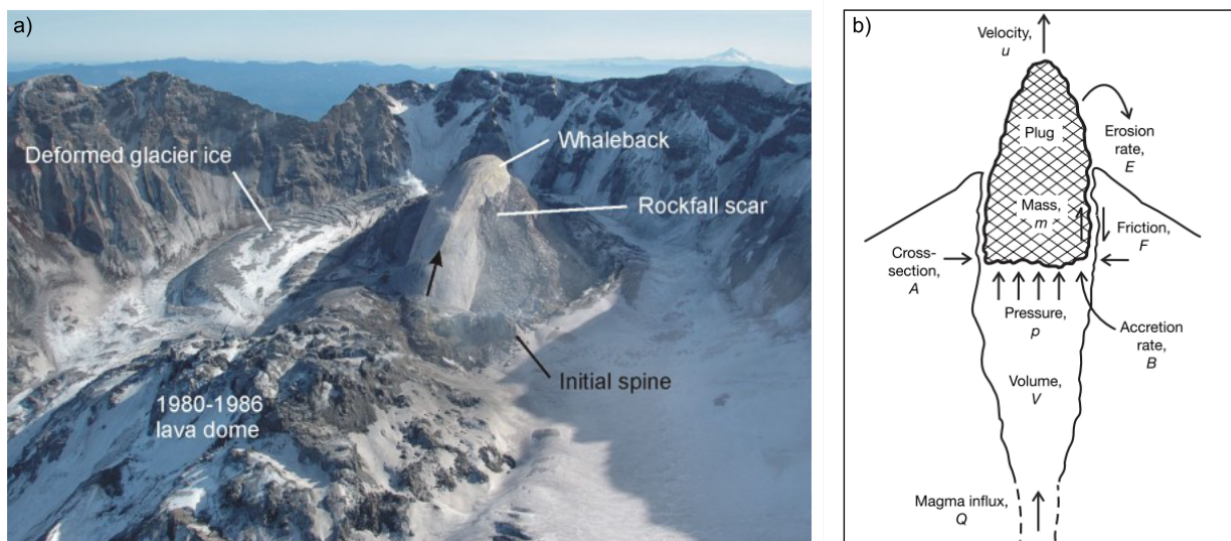 a)
Whaleback
Deformed glacier ice
Rockfall scar
Initial spine
1980-1986
lava dome
b)
Velocity,
u
Plug
Erosion
rate,
E
Mass,
m
Friction,
F
Cross-
section,
A
Pressure,
p
Accretion
rate,
B
Volume,
V
Magma influx,
Q